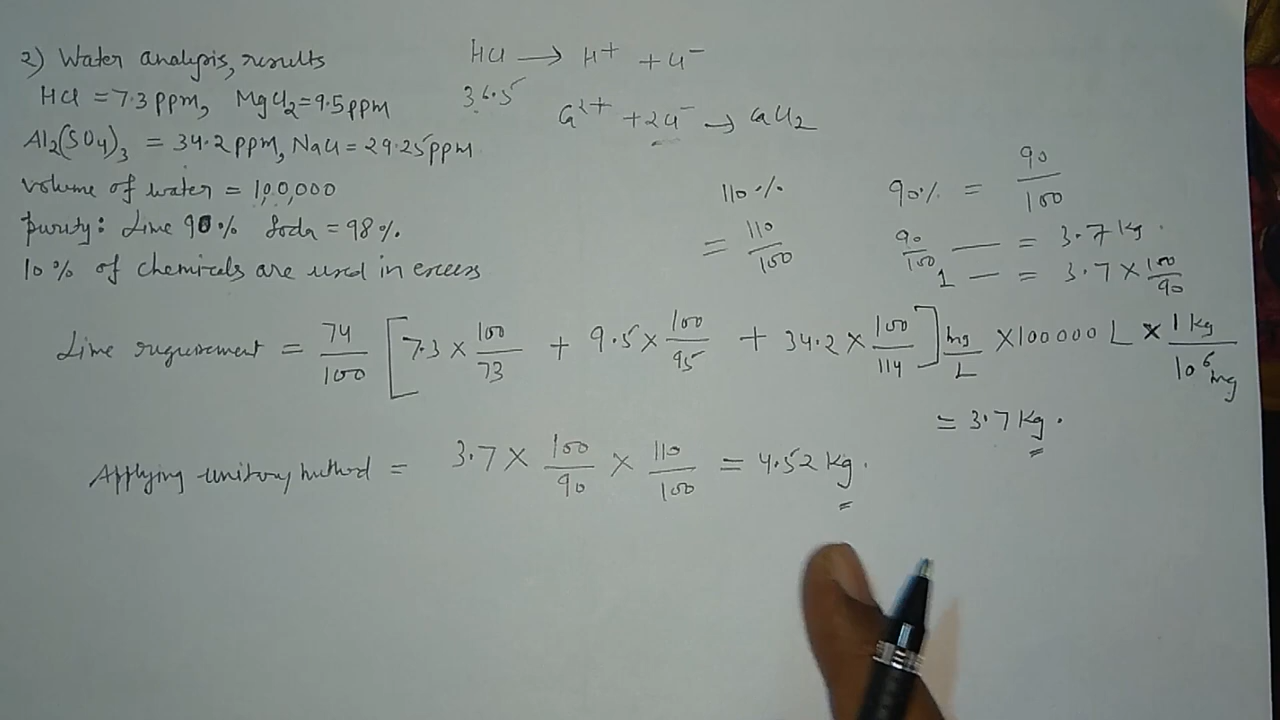 2) Water analysis, results
HCl = 7.3 ppm, MgCl2 = 9.5 ppm
Al2(SO4)3 = 34.2 ppm, NaCl = 29.25 ppm
volume of water = 1,0,0,000
purity: Lime 90% Soda = 98%.
10% of chemicals are used in excess
HCl → H+ + Cl-
36.5
Ca2+ + 2Cl- → CaCl2
110%
= 110/100
90% = 90/100
90/100 — = 3.7 kg.
1 — = 3.7 × 100/90
Lime requirement = 74/100 [7.3 × 100/73 + 9.5 × 100/95 + 34.2 × 100/114] mg/L × 100000 L × 1 kg/10^6 mg
= 3.7 Kg.
Applying unitary method = 3.7 × 100/90 × 110/100 = 4.52 Kg.